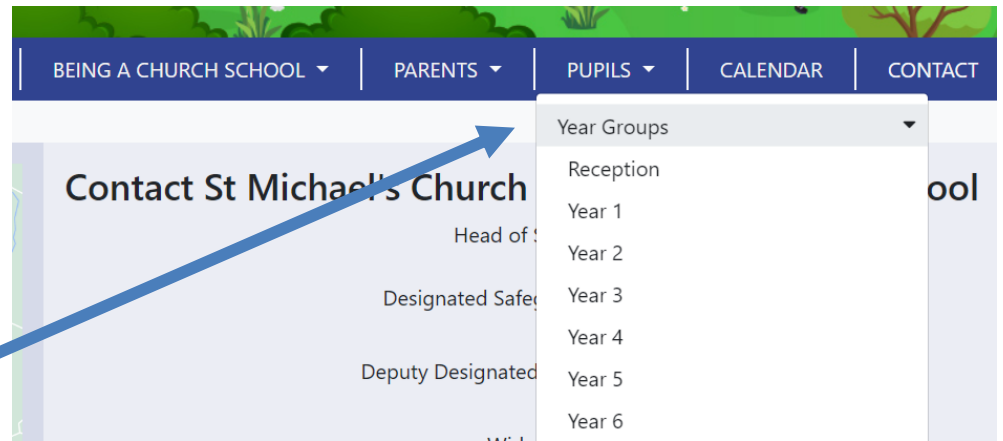 BEING A CHURCH SCHOOL PARENTS PUPILS CALENDAR CONTACT
Year Groups
Reception
Year 1
Year 2
Year 3
Year 4
Year 5
Year 6
Contact St Michael's Church ool
Head of
Designated
Deputy Designated